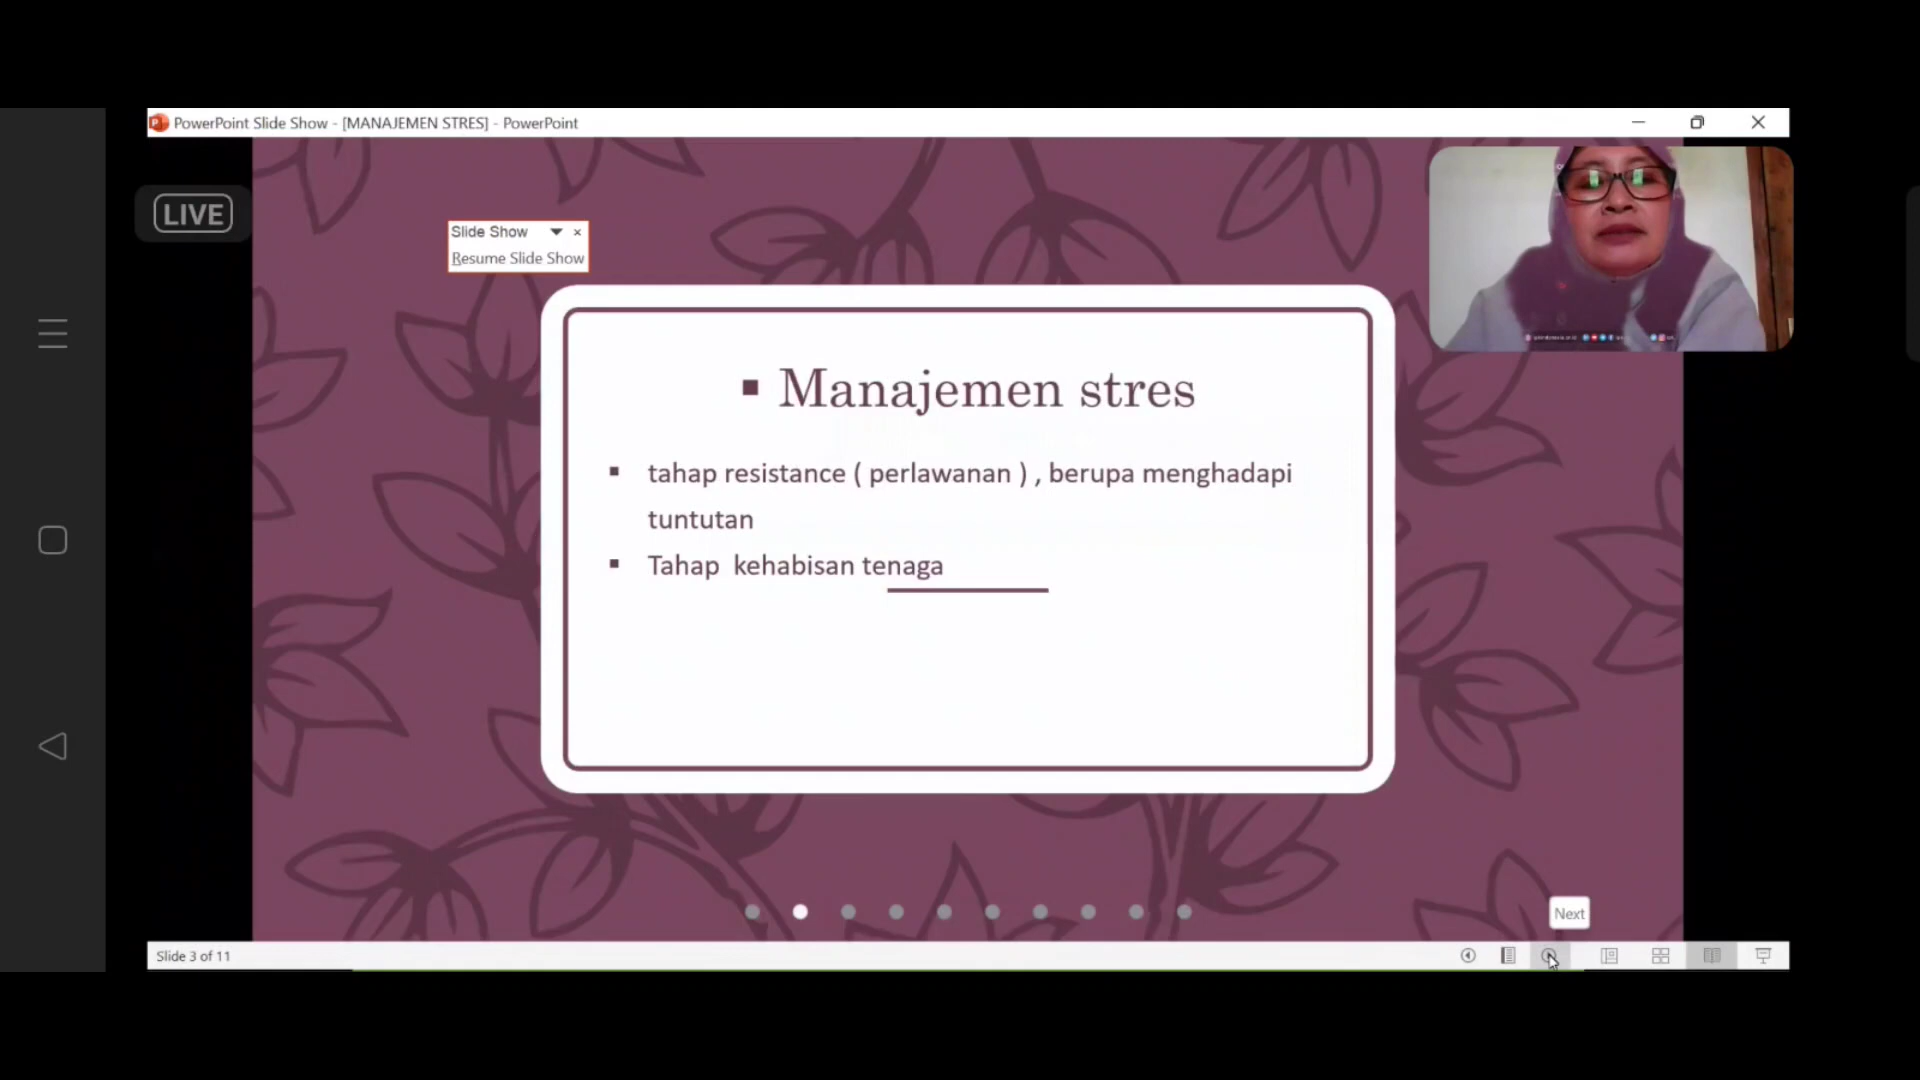 PowerPoint Slide Show - [MANAJEMEN STRES] - PowerPoint
LIVE
Slide Show
Resume Slide Show
Manajemen stres
tahap resistance ( perlawanan ) , berupa menghadapi
tuntutan
Tahap kehabisan tenaga
Next
Slide 3 of 11